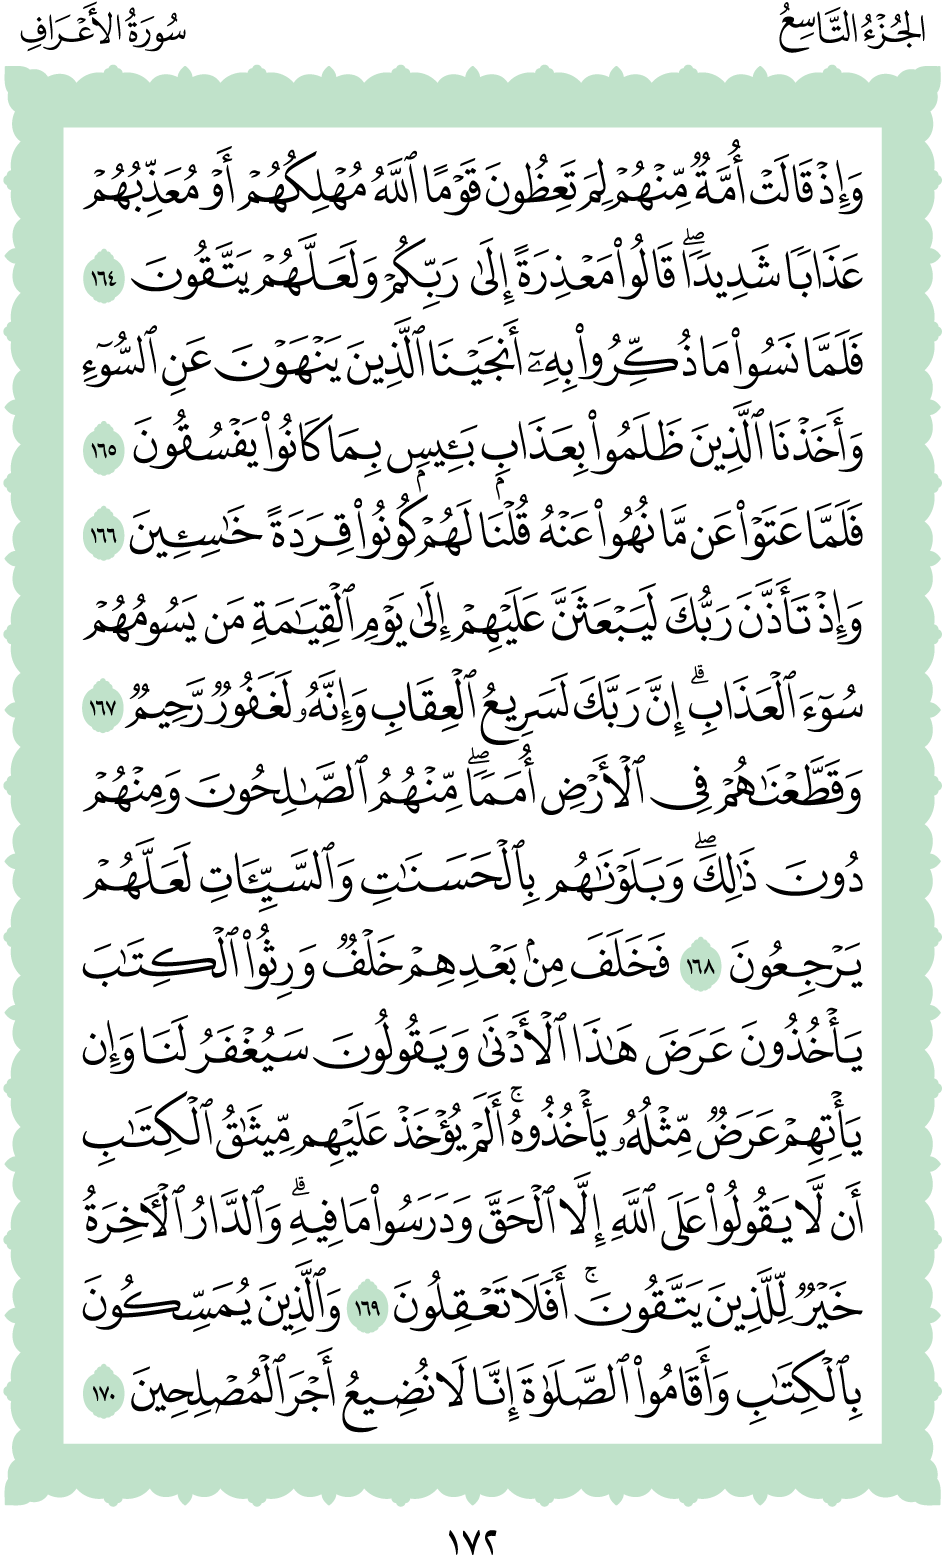 الجُزْءُ التَّاسِعُ
سُورَةُ الأَعْرَافِ
وَإِذْ قَالَتْ أُمَّةٌ مِّنْهُمْ لِمَ تَعِظُونَ قَوْمًا ٱللَّهُ مُهْلِكُهُمْ أَوْ مُعَذِّبُهُمْ
عَذَابًا شَدِيدًاۖ قَالُوا۟ مَعْذِرَةً إِلَىٰ رَبِّكُمْ وَلَعَلَّهُمْ يَتَّقُونَ ١٦٤
فَلَمَّا نَسُوا۟ مَا ذُكِّرُوا۟ بِهِۦٓ أَنجَيْنَا ٱلَّذِينَ يَنْهَوْنَ عَنِ ٱلسُّوٓءِ
وَأَخَذْنَا ٱلَّذِينَ ظَلَمُوا۟ بِعَذَابٍۭ بَـِٔيسٍۭ بِمَا كَانُوا۟ يَفْسُقُونَ ١٦٥
فَلَمَّا عَتَوْا۟ عَن مَّا نُهُوا۟ عَنْهُ قُلْنَا لَهُمْ كُونُوا۟ قِرَدَةً خَـٰسِـِٔينَ ١٦٦
وَإِذْ تَأَذَّنَ رَبُّكَ لَيَبْعَثَنَّ عَلَيْهِمْ إِلَىٰ يَوْمِ ٱلْقِيَـٰمَةِ مَن يَسُومُهُمْ
سُوٓءَ ٱلْعَذَابِۗ إِنَّ رَبَّكَ لَسَرِيعُ ٱلْعِقَابِ وَإِنَّهُۥ لَغَفُورٌ رَّحِيمٌ ١٦٧
وَقَطَّعْنَـٰهُمْ فِى ٱلْأَرْضِ أُمَمًاۖ مِّنْهُمُ ٱلصَّـٰلِحُونَ وَمِنْهُمْ
دُونَ ذَٰلِكَۖ وَبَلَوْنَـٰهُم بِٱلْحَسَنَـٰتِ وَٱلسَّيِّـَٔاتِ لَعَلَّهُمْ
يَرْجِعُونَ ١٦٨ فَخَلَفَ مِنۢ بَعْدِهِمْ خَلْفٌ وَرِثُوا۟ ٱلْكِتَـٰبَ
يَأْخُذُونَ عَرَضَ هَـٰذَا ٱلْأَدْنَىٰ وَيَقُولُونَ سَيُغْفَرُ لَنَا وَإِن
يَأْتِهِمْ عَرَضٌ مِّثْلُهُۥ يَأْخُذُوهُۚ أَلَمْ يُؤْخَذْ عَلَيْهِم مِّيثَـٰقُ ٱلْكِتَـٰبِ
أَن لَّا يَقُولُوا۟ عَلَى ٱللَّهِ إِلَّا ٱلْحَقَّ وَدَرَسُوا۟ مَا فِيهِۗ وَٱلدَّارُ ٱلْـَٔاخِرَةُ
خَيْرٌ لِّلَّذِينَ يَتَّقُونَۚ أَفَلَا تَعْقِلُونَ ١٦٩ وَٱلَّذِينَ يُمَسِّكُونَ
بِٱلْكِتَـٰبِ وَأَقَامُوا۟ ٱلصَّلَوٰةَ إِنَّا لَا نُضِيعُ أَجْرَ ٱلْمُصْلِحِينَ ١٧٠
١٧٢